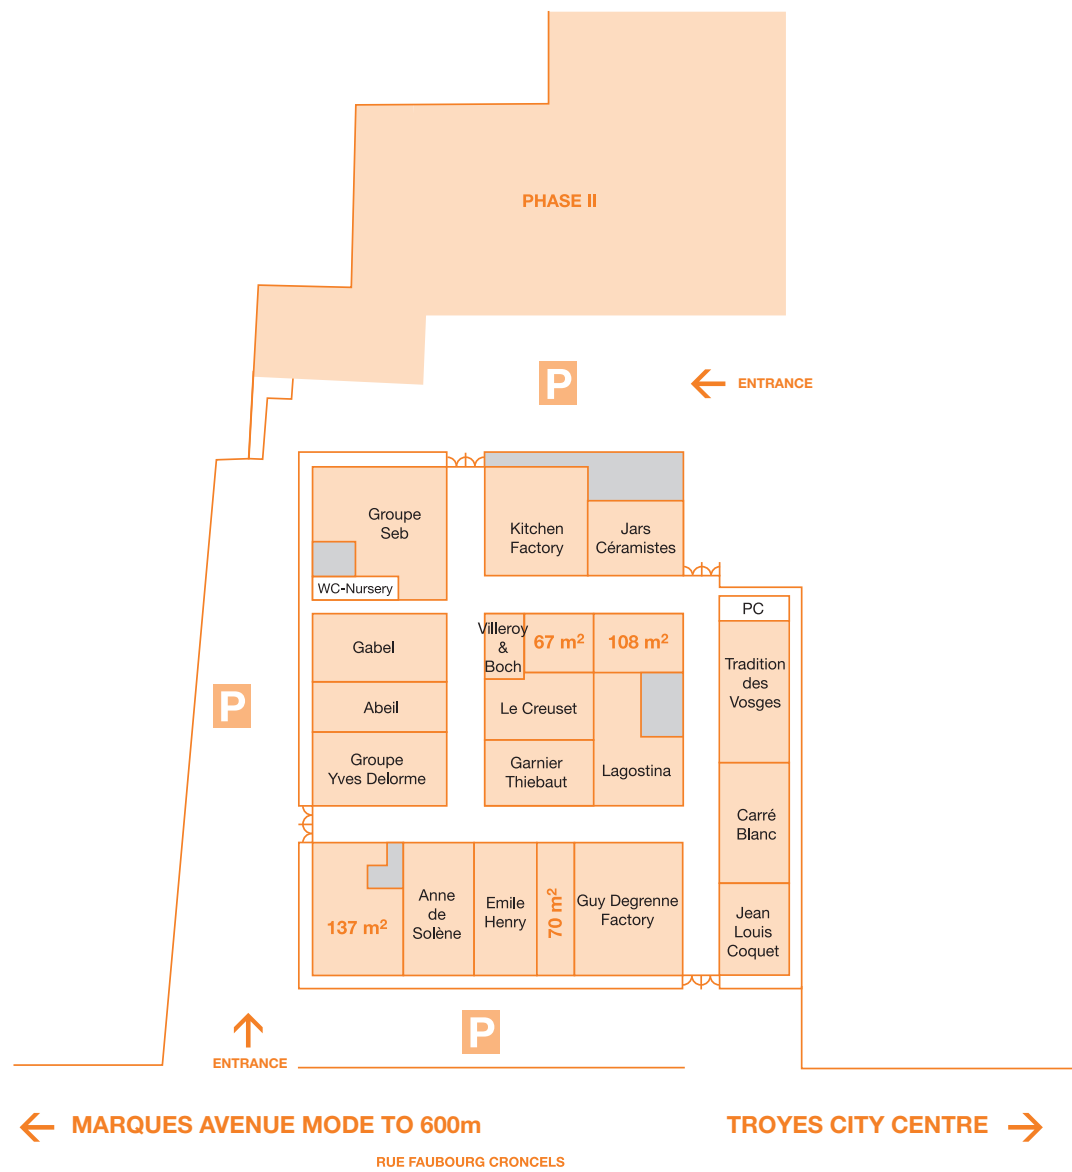 PHASE II
P
ENTRANCE
Groupe
Seb
Kitchen
Factory
Jars
Céramistes
WC-Nursery
PC
Gabel
Villeroy
&
Boch
67 m²
108 m²
Tradition
des
Vosges
P
Abeil
Le Creuset
Groupe
Yves Delorme
Garnier
Thiebaut
Lagostina
Carré
Blanc
137 m²
Anne
de
Solène
Emile
Henry
70 m²
Guy Degrenne
Factory
Jean
Louis
Coquet
P
ENTRANCE
MARQUES AVENUE MODE TO 600m
TROYES CITY CENTRE
RUE FAUBOURG CRONCELS